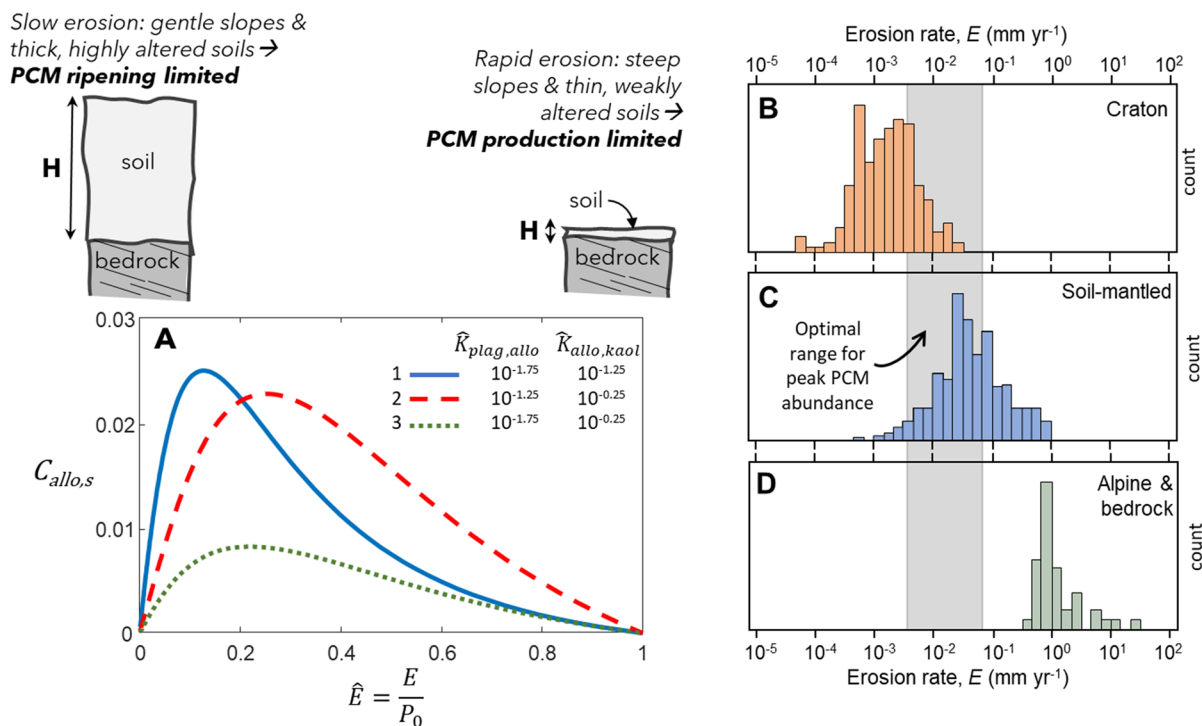 Slow erosion: gentle slopes &
thick, highly altered soils →
PCM ripening limited
H
soil
bedrock
Rapid erosion: steep
slopes & thin, weakly
altered soils →
PCM production limited
soil
H
bedrock
A
K̂plag,allo K̂allo,kaol
1 10-1.75 10-1.25
2 10-1.25 10-0.25
3 10-1.75 10-0.25
0.03
0.02
0.01
0
Callo,s
0 0.2 0.4 0.6 0.8 1
Ê = E/P0
Erosion rate, E (mm yr-1)
10-5 10-4 10-3 10-2 10-1 100 101 102
B
Craton
count
C
Soil-mantled
Optimal
range for
peak PCM
abundance
count
D
Alpine &
bedrock
count
10-5 10-4 10-3 10-2 10-1 100 101 102
Erosion rate, E (mm yr-1)